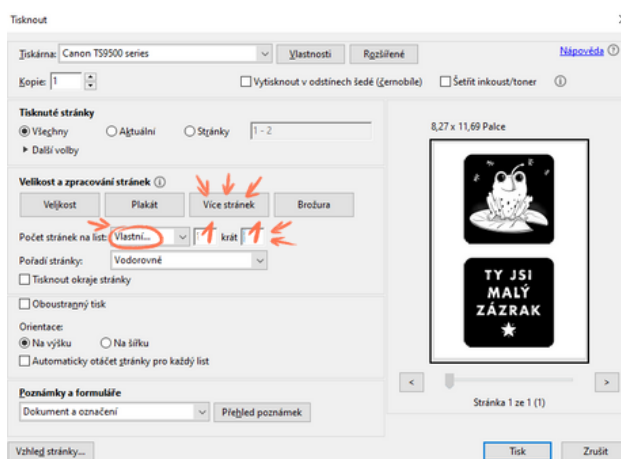 Tisknout
Tiskárna: Canon TS9500 series Vlastnosti Rozšířené Nápověda
Kopie: 1 Vytisknout v odstínech šedé (černobíle) Šetřit inkoust/toner
Tisknuté stránky
Všechny Aktuální Stránky 1 - 2
Další volby
8,27 x 11,69 Palce
Velikost a zpracování stránek
Velikost Plakát Více stránek Brožura
Počet stránek na list: Vlastní... 1 krát 1
Pořadí stránky: Vodorovné
Tisknout okraje stránky
Oboustranný tisk
Orientace:
Na výšku Na šířku
Automaticky otáčet stránky pro každý list
TY JSI
MALÝ
ZÁZRAK
< >
Stránka 1 ze 1 (1)
Poznámky a formuláře
Dokument a označení Přehled poznámek
Vzhled stránky... Tisk Zrušit